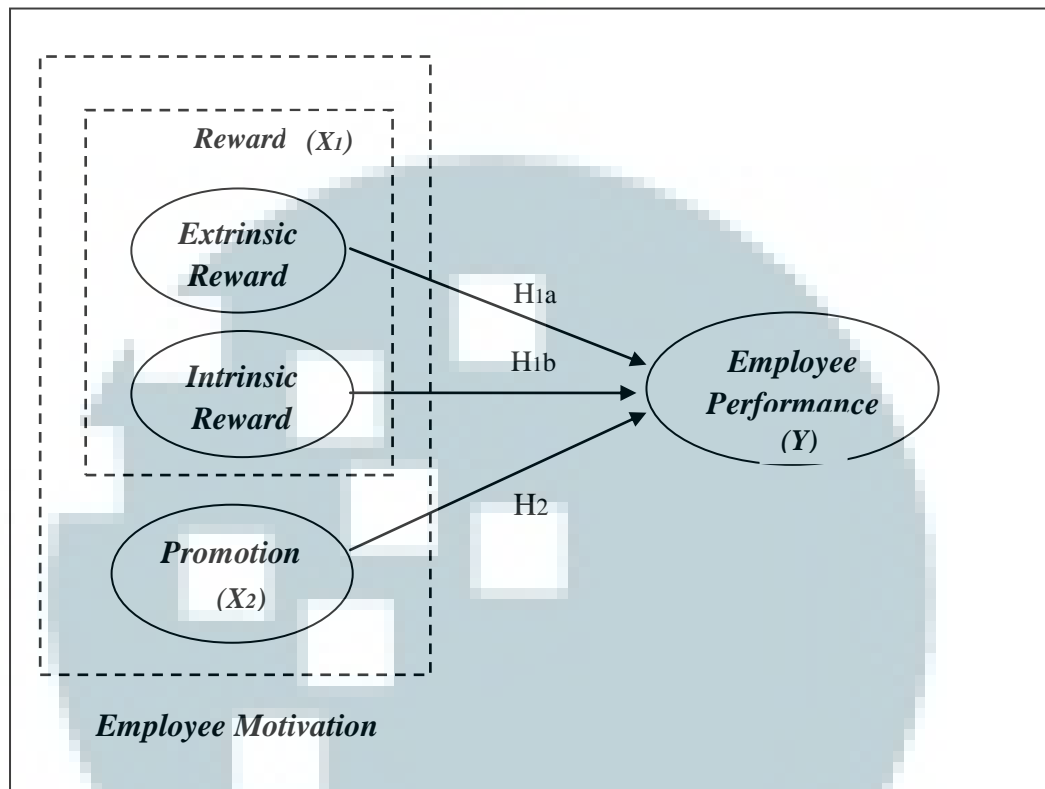 Reward (X1)
Extrinsic
Reward
H1a
Intrinsic
Reward
H1b
Employee
Performance
(Y)
H2
Promotion
(X2)
Employee Motivation